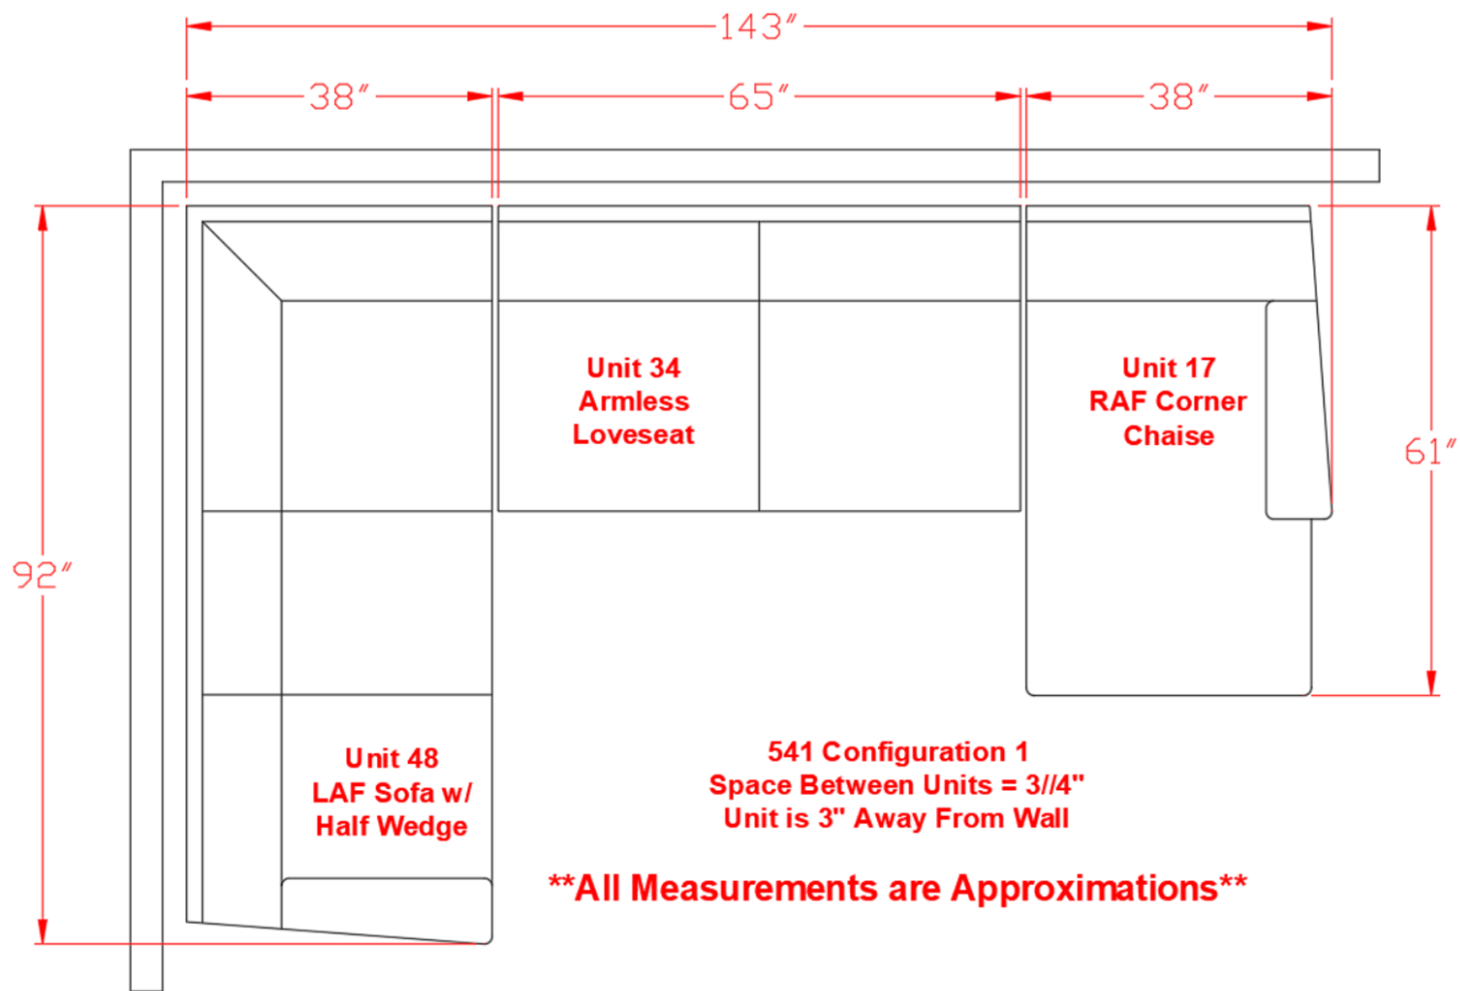 143"
38"
65"
38"
Unit 34
Armless
Loveseat
Unit 17
RAF Corner
Chaise
61"
92"
Unit 48
LAF Sofa w/
Half Wedge
541 Configuration 1
Space Between Units = 3//4"
Unit is 3" Away From Wall
**All Measurements are Approximations**